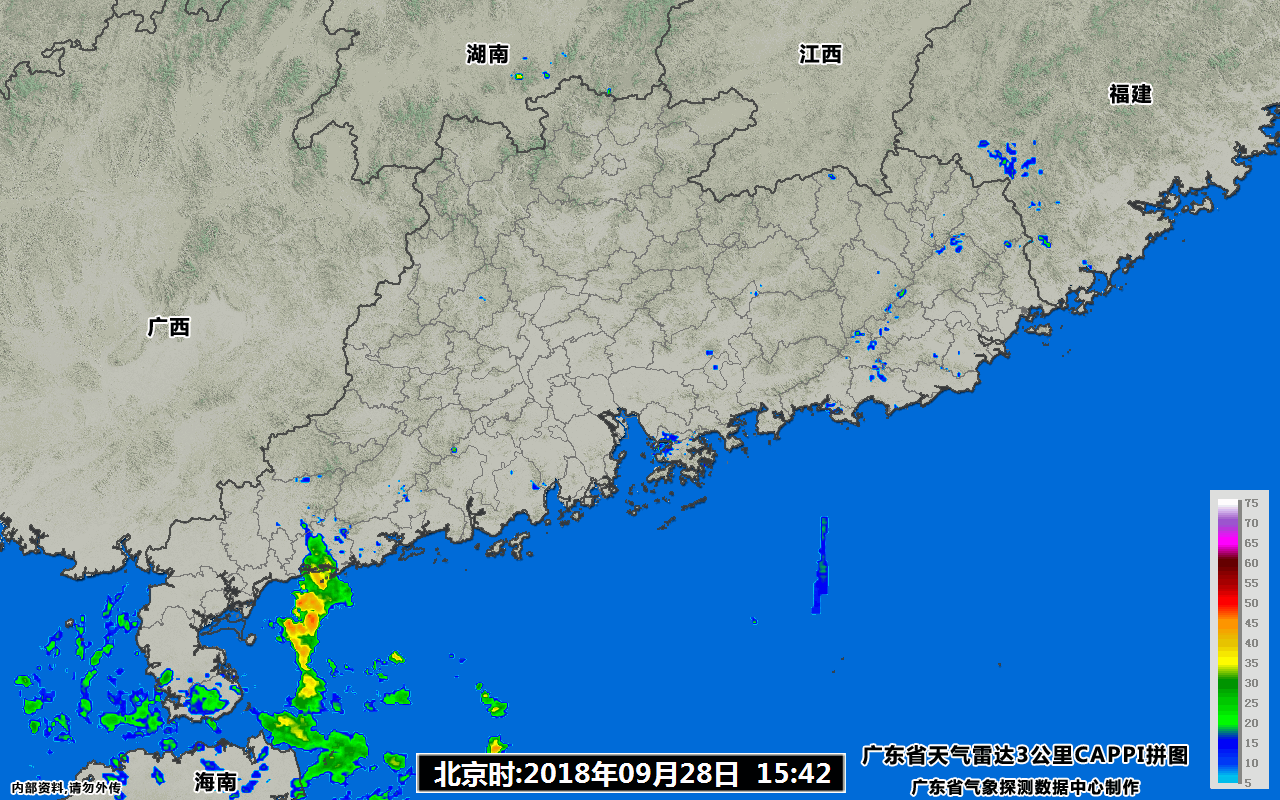 湖南
江西
福建
广西
75
70
65
60
55
50
45
40
35
30
25
20
15
10
5
广东省天气雷达3公里CAPPI拼图
北京时:2018年09月28日 15:42
海南
内部资料,请勿外传
广东省气象探测数据中心制作